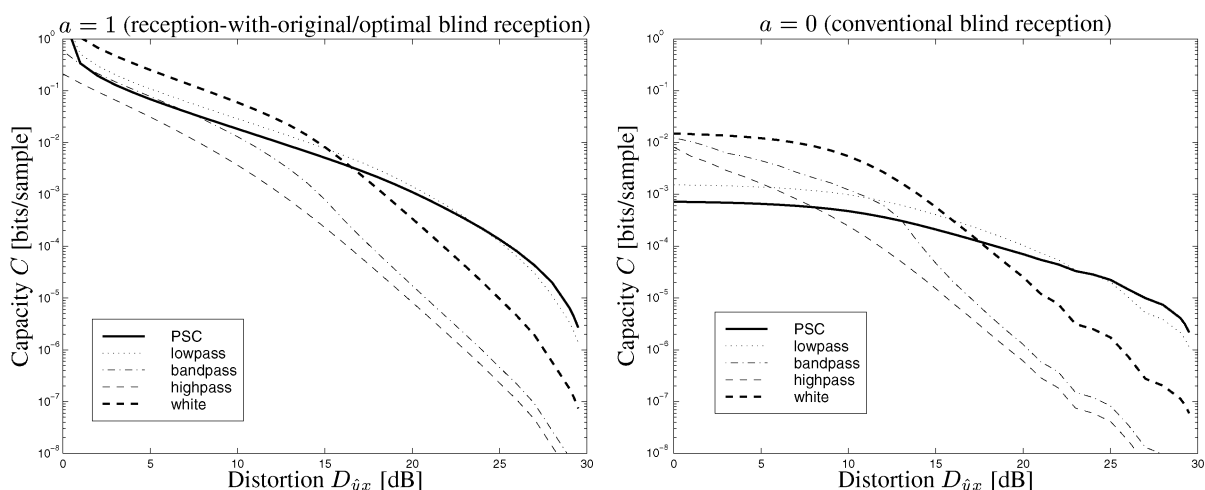 a = 1 (reception-with-original/optimal blind reception)
10^0
10^-1
10^-2
10^-3
10^-4
10^-5
10^-6
10^-7
10^-8
Capacity C [bits/sample]
PSC
lowpass
bandpass
highpass
white
0 5 10 15 20 25 30
Distortion D_ŷx [dB]
a = 0 (conventional blind reception)
10^0
10^-1
10^-2
10^-3
10^-4
10^-5
10^-6
10^-7
10^-8
Capacity C [bits/sample]
PSC
lowpass
bandpass
highpass
white
0 5 10 15 20 25 30
Distortion D_ŷx [dB]